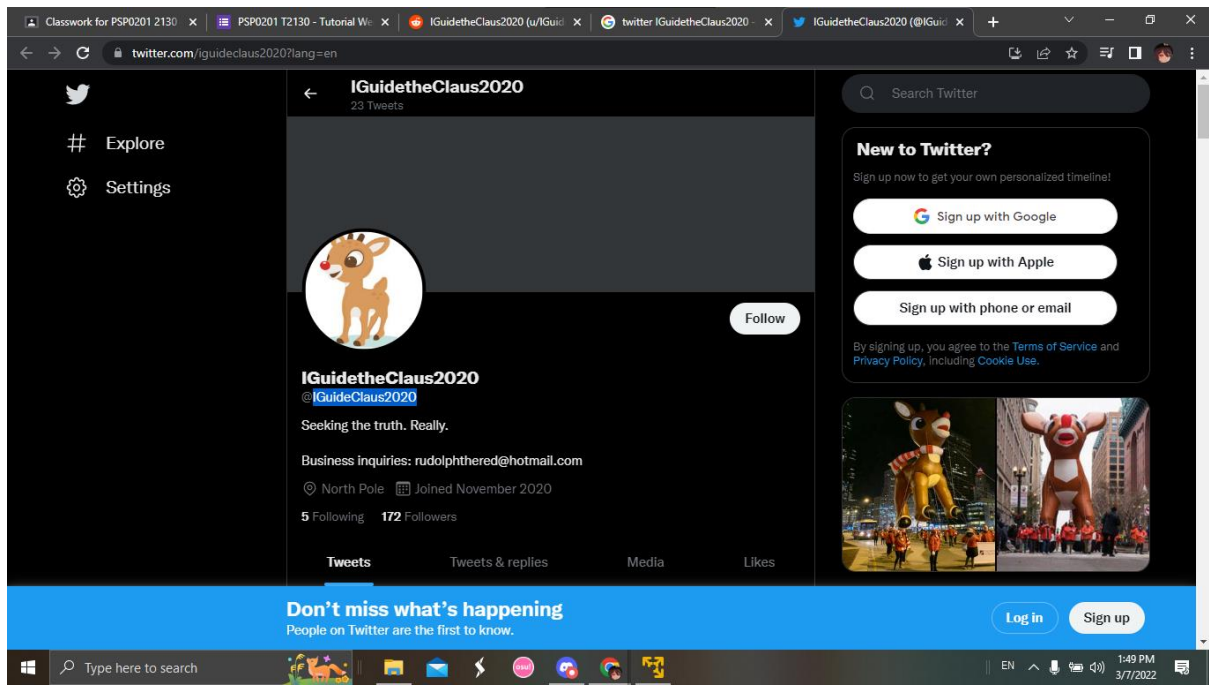 Classwork for PSP0201 2130
PSP0201 T2130 - Tutorial We
IGuidetheClaus2020 (u/IGuid
twitter IGuidetheClaus2020 -
IGuidetheClaus2020 (@IGuid
twitter.com/iguideclaus2020?lang=en
IGuidetheClaus2020
23 Tweets
Search Twitter
Explore
Settings
New to Twitter?
Sign up now to get your own personalized timeline!
Sign up with Google
Sign up with Apple
Sign up with phone or email
By signing up, you agree to the Terms of Service and
Privacy Policy, including Cookie Use.
Follow
IGuidetheClaus2020
@IGuideClaus2020
Seeking the truth. Really.
Business inquiries: rudolphthered@hotmail.com
North Pole Joined November 2020
5 Following 172 Followers
Tweets Tweets & replies Media Likes
Don't miss what's happening
People on Twitter are the first to know.
Log in
Sign up
Type here to search
osu!
EN
1:49 PM
3/7/2022